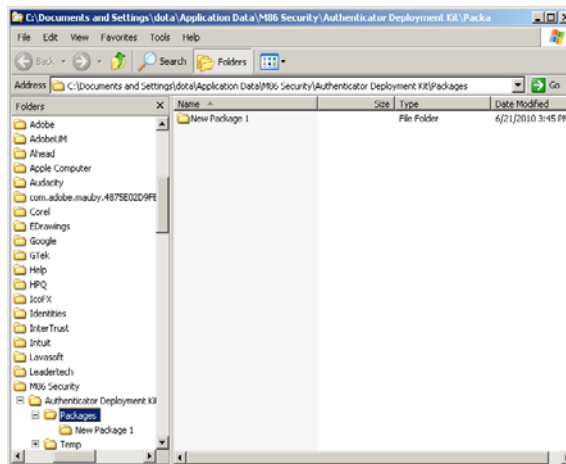 C:\Documents and Settings\dota\Application Data\M86 Security\Authenticator Deployment Kit\Packa
File Edit View Favorites Tools Help
Back Search Folders
Address C:\Documents and Settings\dota\Application Data\M86 Security\Authenticator Deployment Kit\Packages Go
Folders x Name Size Type Date Modified
New Package 1 File Folder 6/21/2010 3:45 PM
Adobe
AdobeUM
Ahead
Apple Computer
Audacity
com.adobe.mauby.4875E02D9FB
Corel
EDrawings
Google
GTek
Help
HPQ
IcoFX
Identities
InterTrust
Intuit
Lavasoft
Leadertech
M86 Security
Authenticator Deployment Kit
Packages
New Package 1
Temp